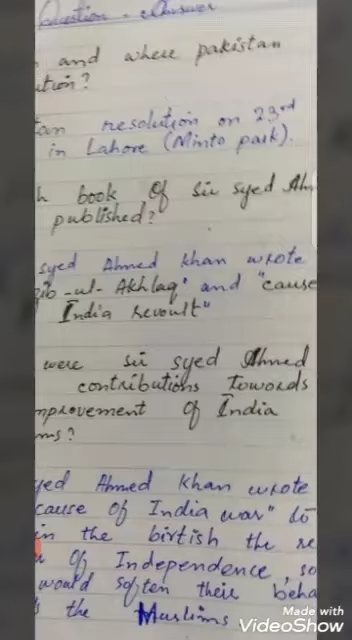 Question - Answer
and where pakistan
ution?
resolution on 23rd
in Lahore (Minto park).
h book of sir syed Ah
published?
syed Ahmed khan wrote
zib-ul-Akhlaq" and "cause
India revoult"
were sir syed Ahmed
contributions towards
mprovement of India
ms?
yed Ahmed khan wrote
cause of India war" to
in the birtish the re
of Independence, so
would soften their beha
the Muslims
Made with
VideoShow